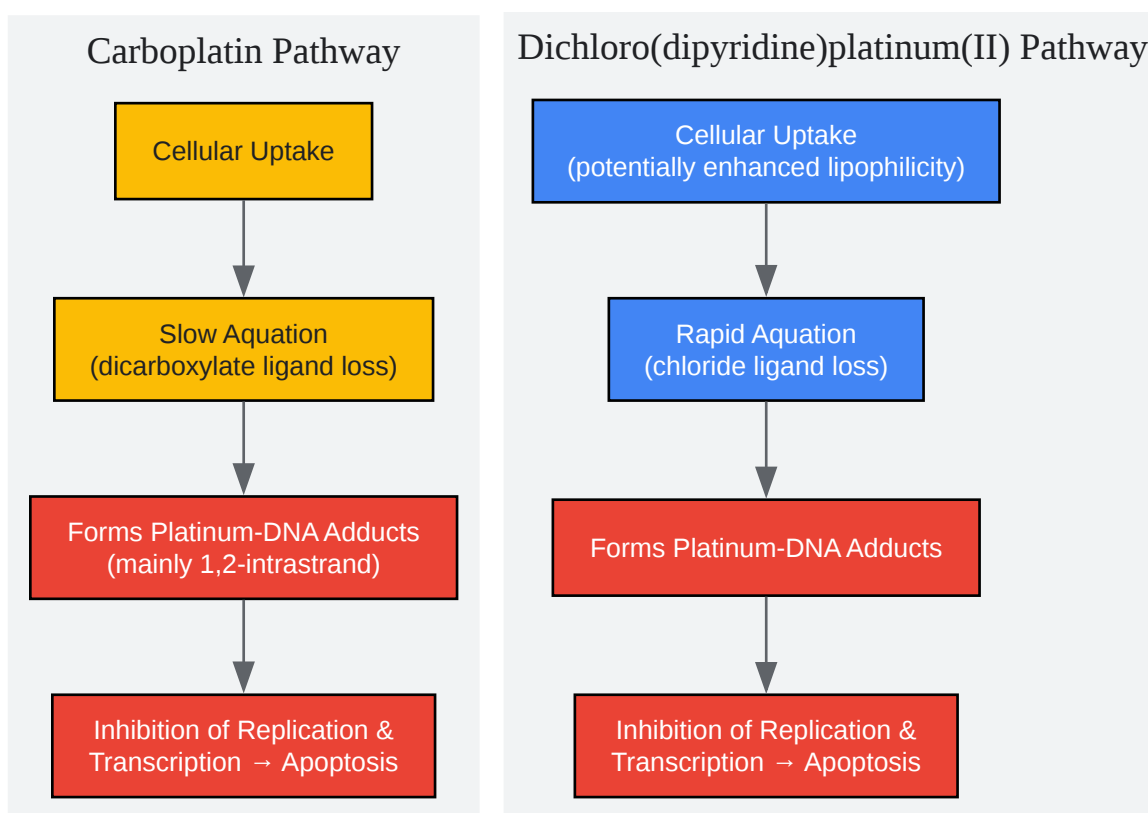 Carboplatin Pathway
Cellular Uptake
Slow Aquation
(dicarboxylate ligand loss)
Forms Platinum-DNA Adducts
(mainly 1,2-intrastrand)
Inhibition of Replication &
Transcription → Apoptosis
Dichloro(dipyridine)platinum(II) Pathway
Cellular Uptake
(potentially enhanced lipophilicity)
Rapid Aquation
(chloride ligand loss)
Forms Platinum-DNA Adducts
Inhibition of Replication &
Transcription → Apoptosis